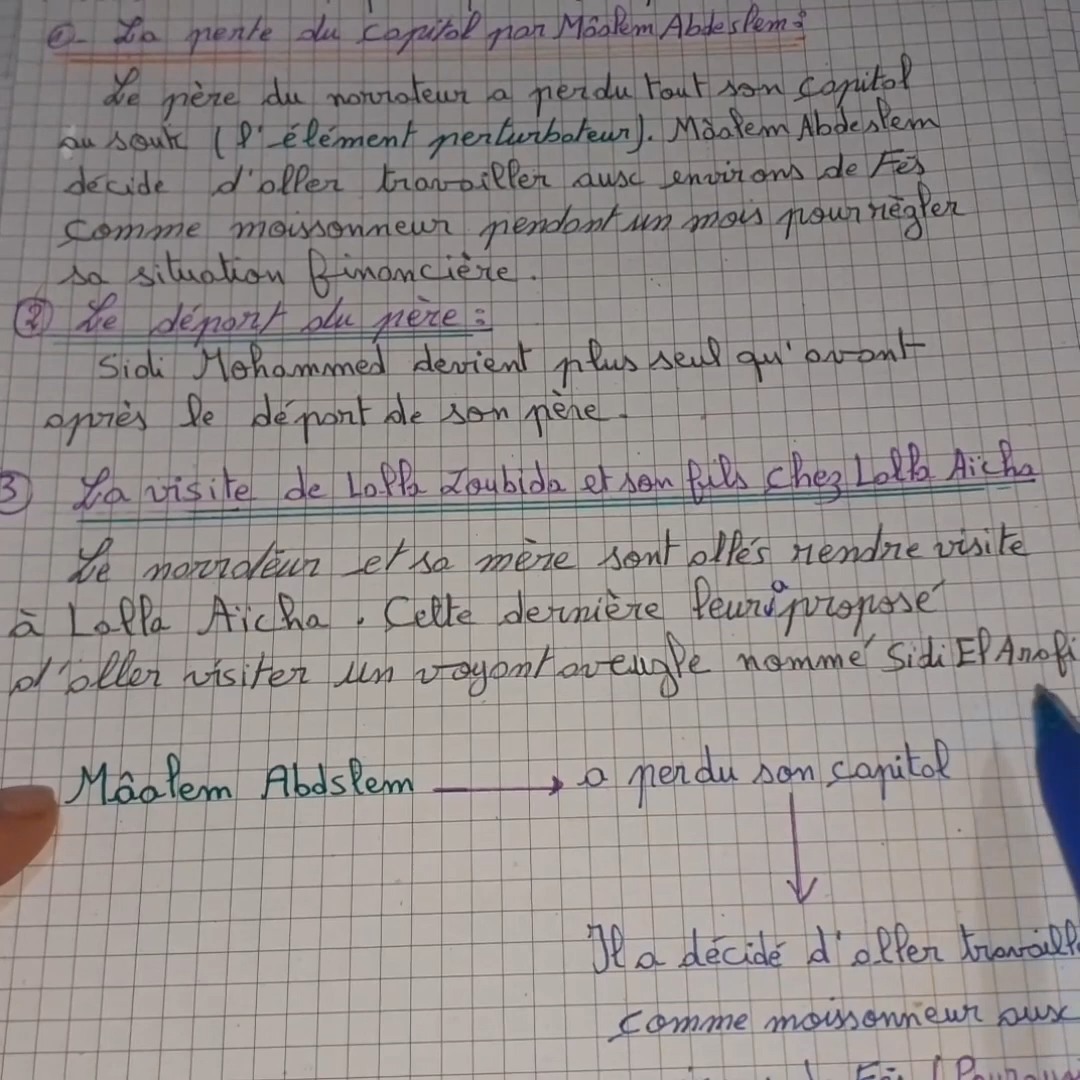 ①- La perte du capital par Mâalem Abdeslem:
Le père du narrateur a perdu tout son capital
au souk (l'élément perturbateur). Mâalem Abdeslem
décide d'aller travailler aux environs de Fès
comme moissonneur pendant un mois pour régler
sa situation financière.
② Le départ du père:
Sidi Mohammed devient plus seul qu'avant
après le départ de son père.
3) La visite de Lalla Zoubida et son fils chez Lalla Aicha
Le narrateur et sa mère sont allés rendre visite
à Lalla Aïcha. Cette dernière leur a proposé
d'aller visiter un voyant aveugle nommé Sidi El Arafi
Mâalem Abdslem → a perdu son capital
↓
Il a décidé d'aller travaill
comme moissonneur aux